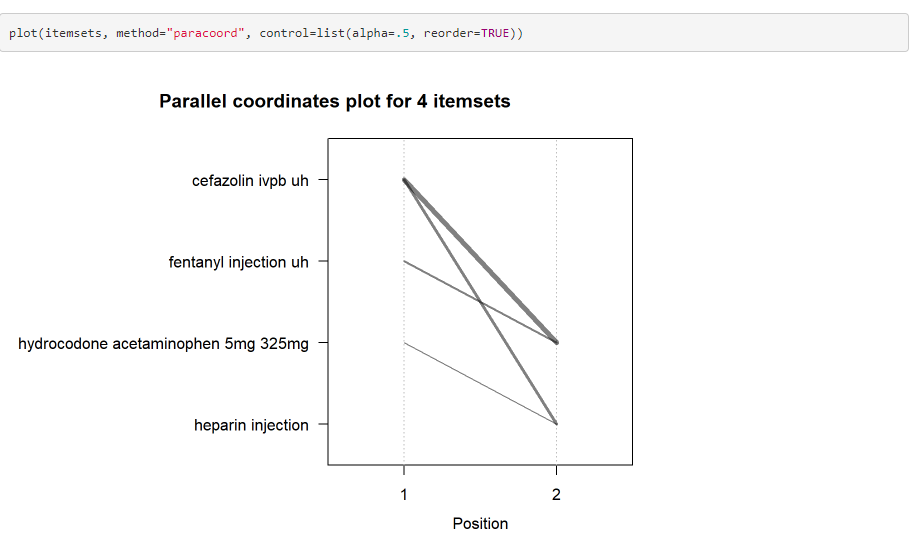 plot(itemsets, method="paracoord", control=list(alpha=.5, reorder=TRUE))
Parallel coordinates plot for 4 itemsets
cefazolin ivpb uh
fentanyl injection uh
hydrocodone acetaminophen 5mg 325mg
heparin injection
1 2
Position